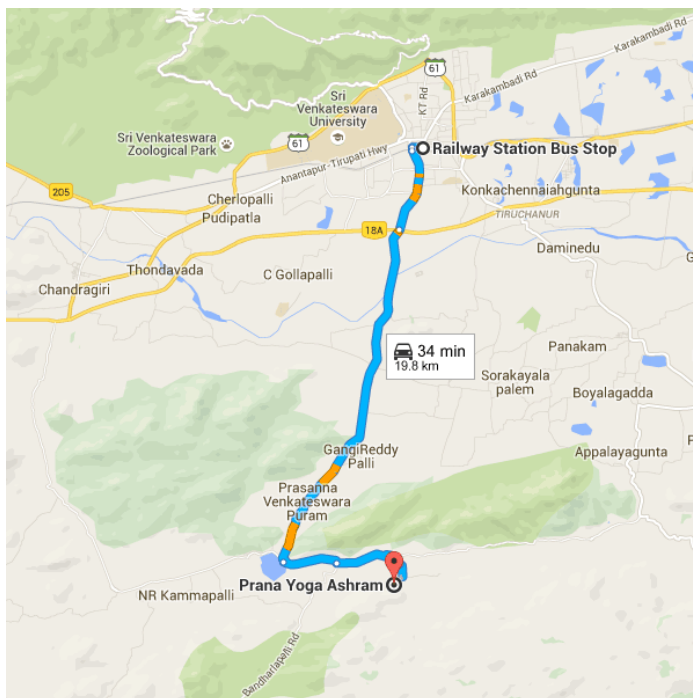 61
Karakambadi Rd
KT Rd
Karakambadi Rd
Sri
Venkateswara
University
Sri Venkateswara
Zoological Park
61
Railway Station Bus Stop
Anantapur-Tirupati Hwy
205
Cherlopalli
Pudipatla
Konkachennaiahgunta
TIRUCHANUR
18A
Daminedu
Thondavada
C Gollapalli
Chandragiri
34 min
19.8 km
Panakam
Sorakayala
palem
Boyalagadda
GangiReddy
Palli
Appalayagunta
Prasanna
Venkateswara
Puram
Prana Yoga Ashram
NR Kammapalli
Bandharlapalli Rd